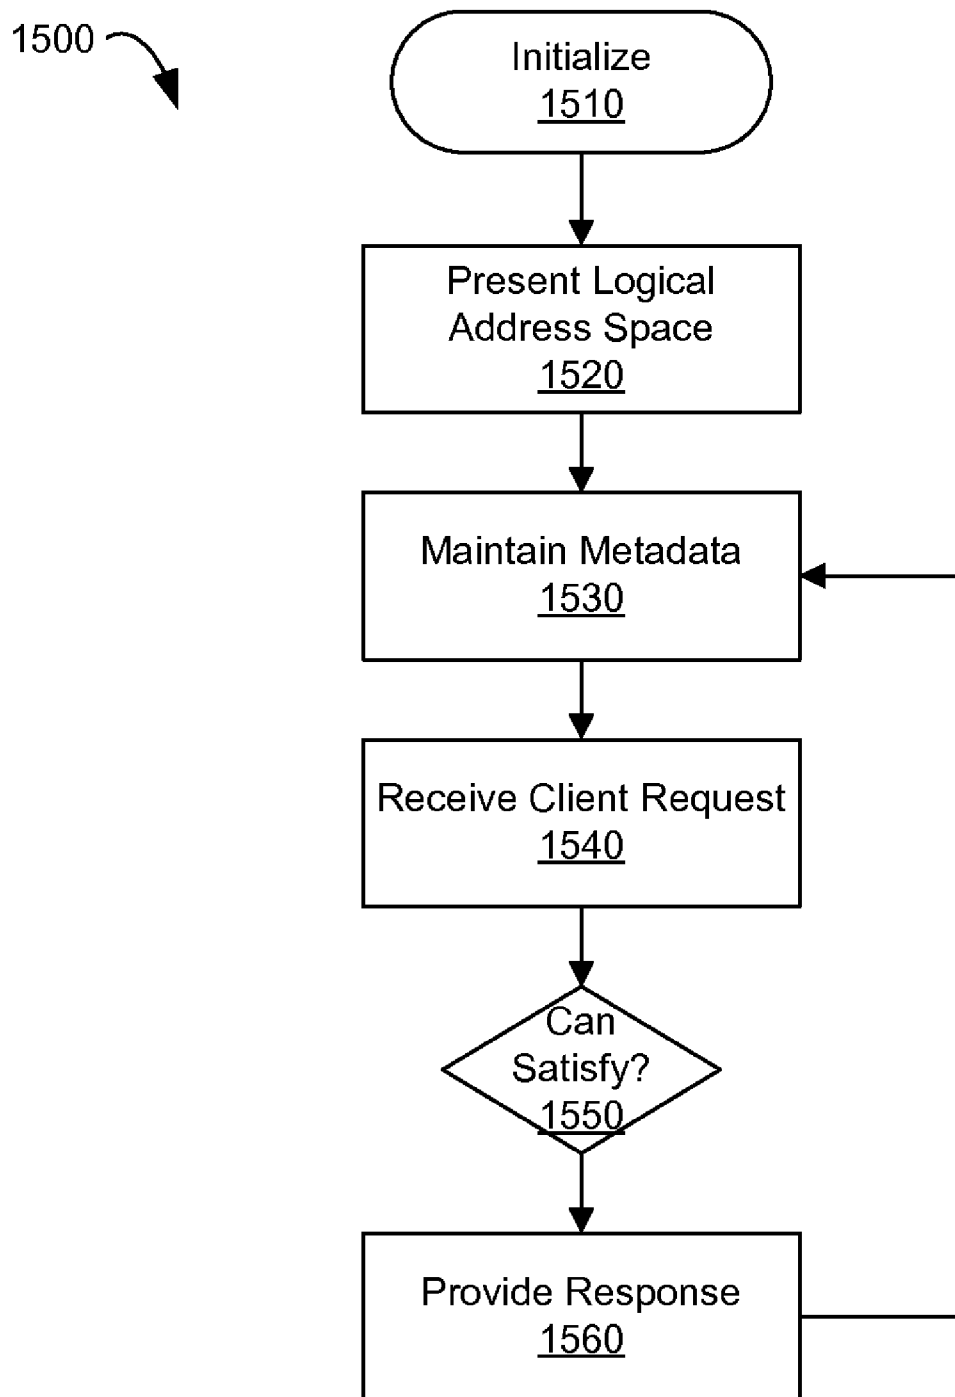 1500
Initialize
1510
Present Logical
Address Space
1520
Maintain Metadata
1530
Receive Client Request
1540
Can
Satisfy?
1550
Provide Response
1560